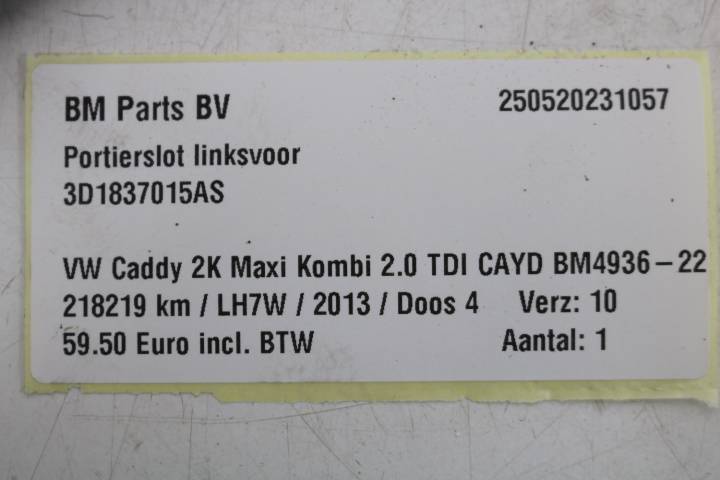 BM Parts BV 250520231057
Portierslot linksvoor
3D1837015AS
VW Caddy 2K Maxi Kombi 2.0 TDI CAYD BM4936-22
218219 km / LH7W / 2013 / Doos 4 Verz: 10
59.50 Euro incl. BTW Aantal: 1